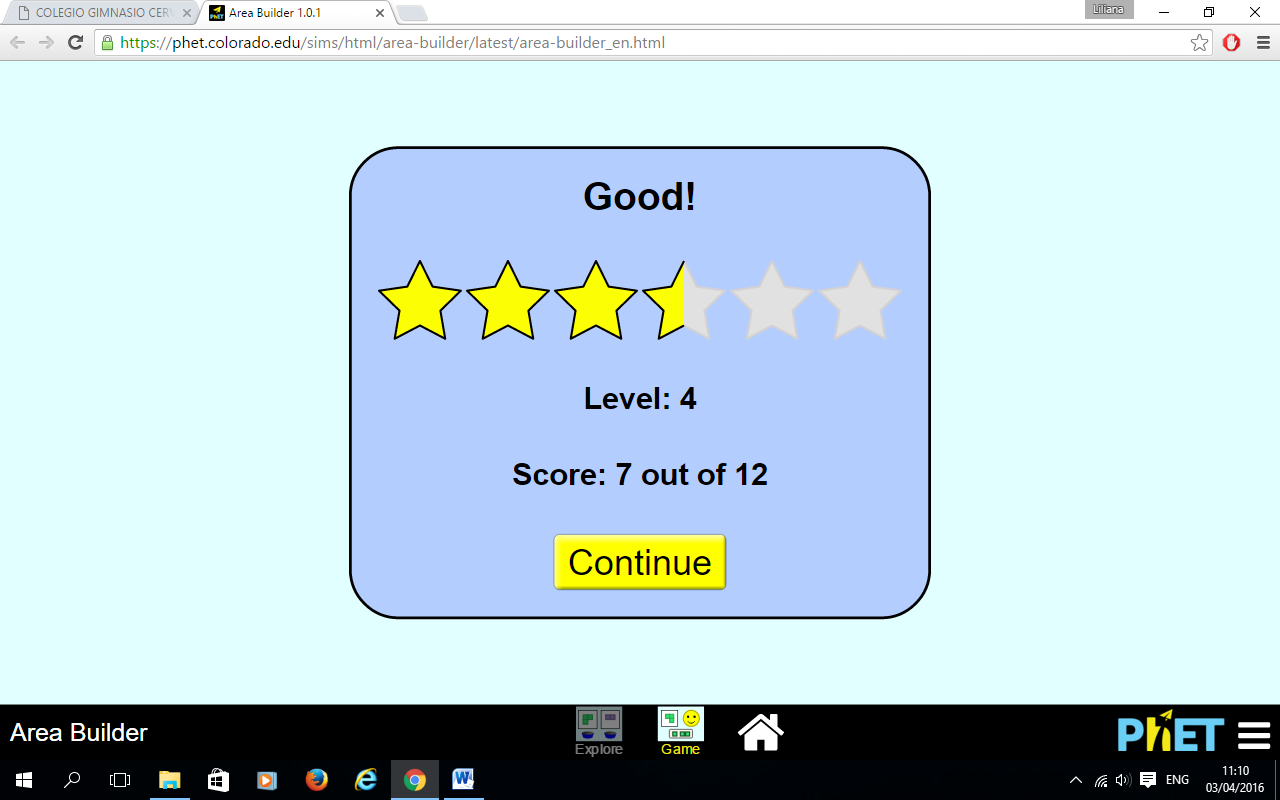 COLEGIO GIMNASIO CERV
Area Builder 1.0.1
Liliana
https://phet.colorado.edu/sims/html/area-builder/latest/area-builder_en.html
Good!
Level: 4
Score: 7 out of 12
Continue
Area Builder
Explore
Game
PhET
ENG
11:10
03/04/2016